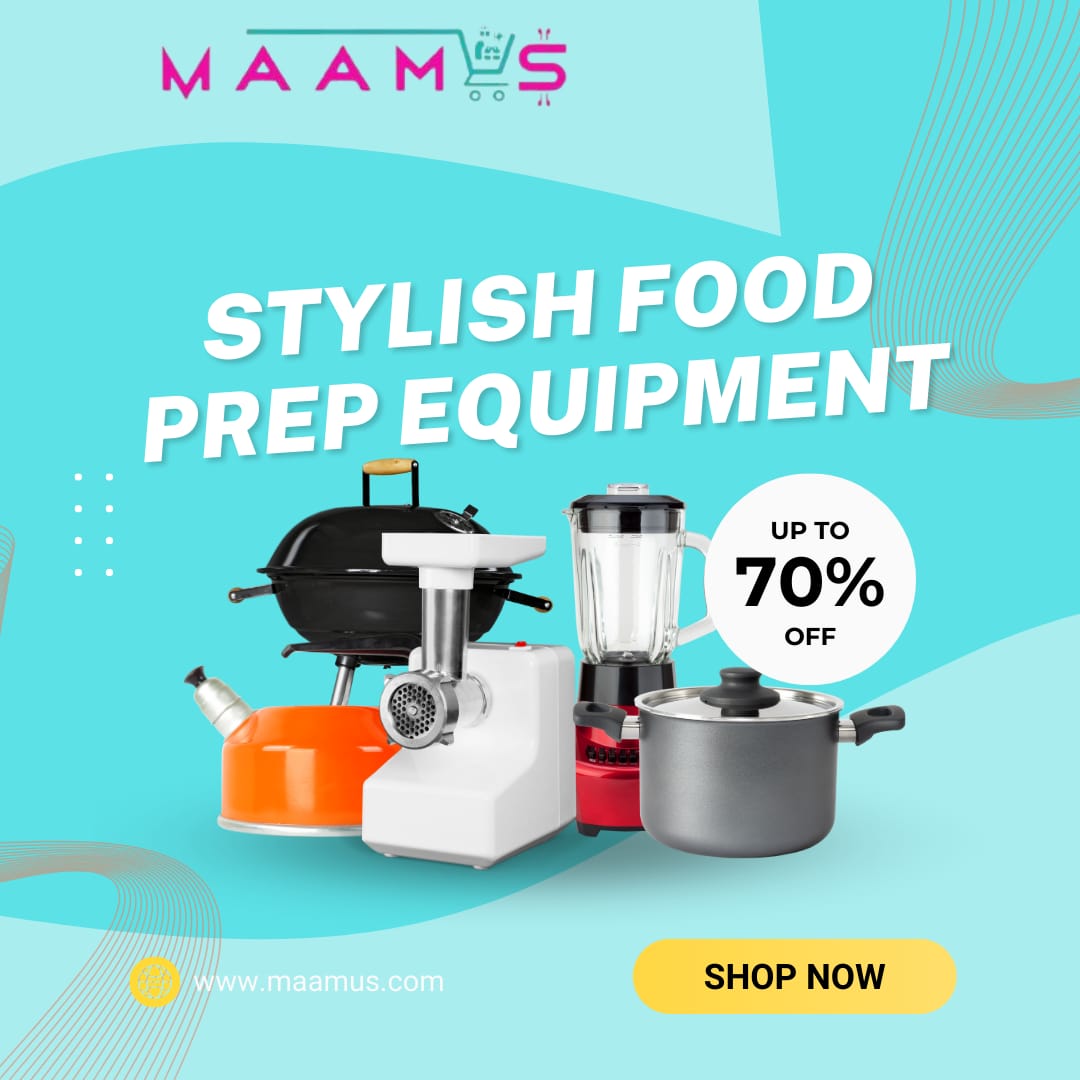 MAAMUS
STYLISH FOOD
PREP EQUIPMENT
UP TO
70%
OFF
www.maamus.com
SHOP NOW